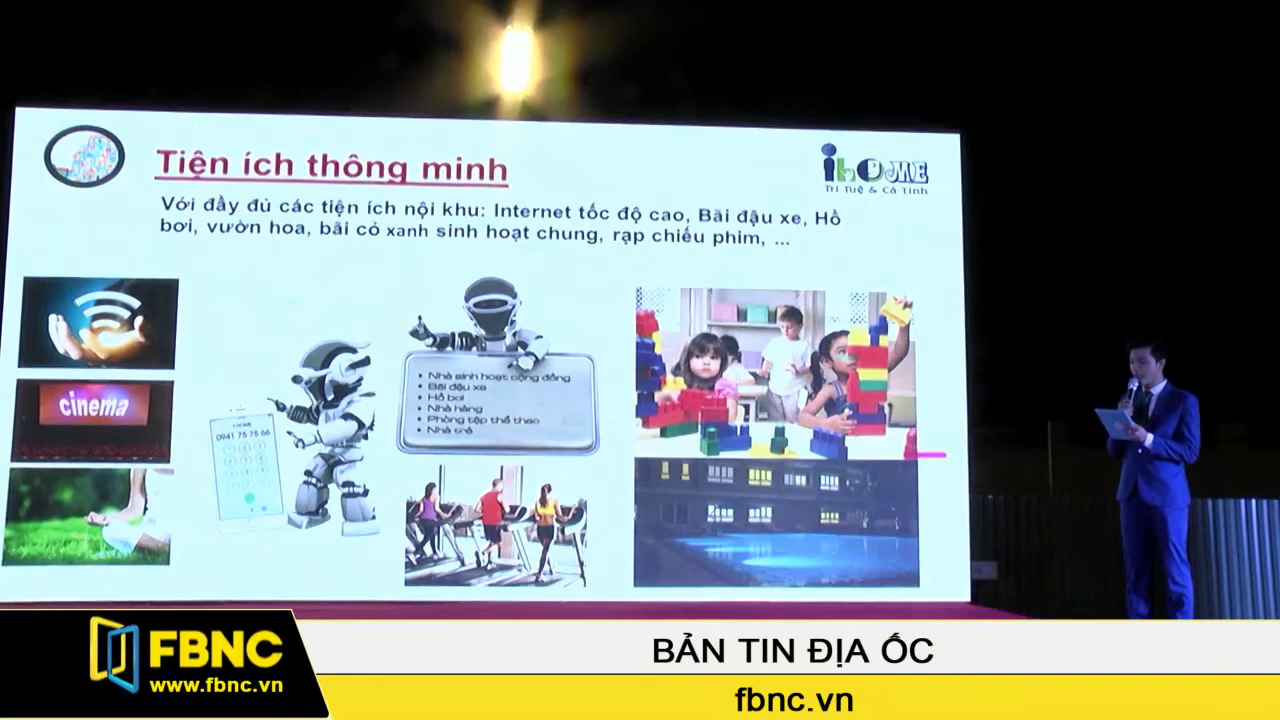 Tiện ích thông minh
ihOME
Trí Tuệ & Cá Tính
Với đầy đủ các tiện ích nội khu: Internet tốc độ cao, Bãi đậu xe, Hồ
bơi, vườn hoa, bãi cỏ xanh sinh hoạt chung, rạp chiếu phim, ...
cinema
0941 75 75 66
• Nhà sinh hoạt cộng đồng
• Bãi đậu xe
• Hồ bơi
• Nhà hàng
• Phòng tập thể thao
• Nhà trẻ
FBNC
www.fbnc.vn
BẢN TIN ĐỊA ỐC
fbnc.vn